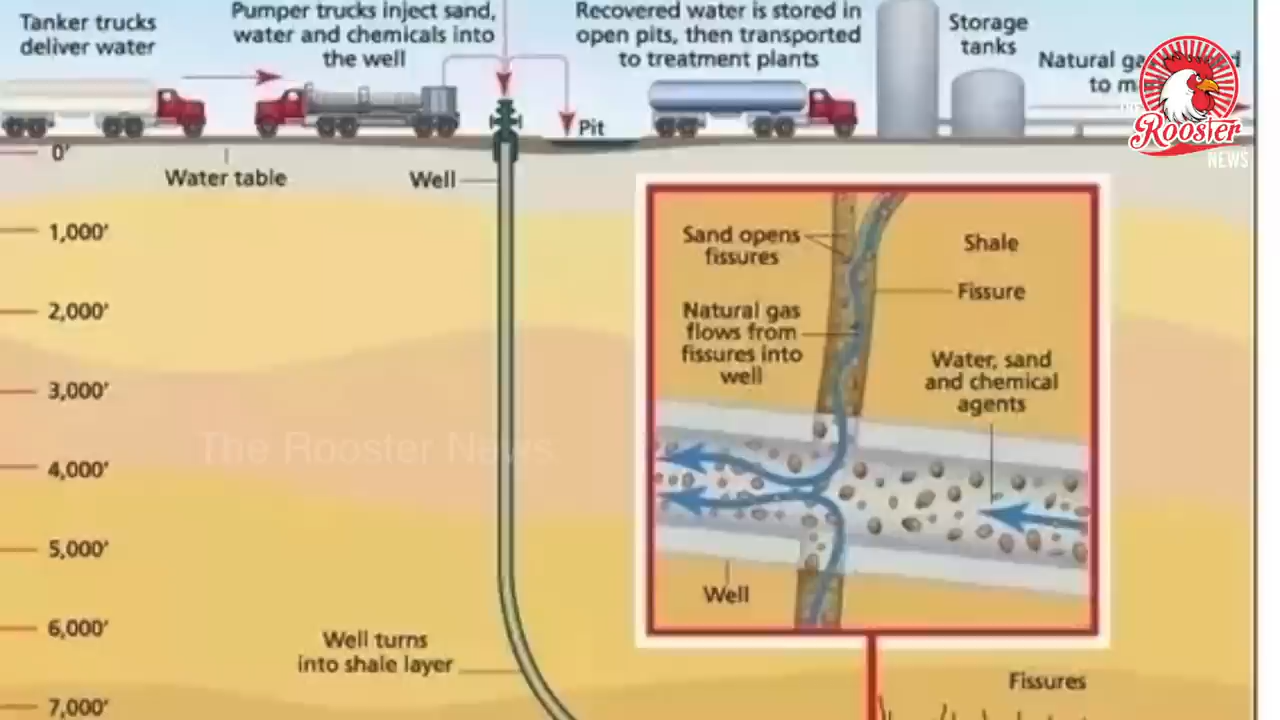 Tanker trucks
deliver water
Pumper trucks inject sand,
water and chemicals into
the well
Recovered water is stored in
open pits, then transported
to treatment plants
Storage
tanks
Natural
to
THE
Rooster
NEWS
Pit
0'
Water table
Well
1,000'
2,000'
3,000'
4,000'
5,000'
6,000'
7,000'
Sand opens
fissures
Shale
Fissure
Natural gas
flows from
fissures into
well
Water, sand
and chemical
agents
Well
The Rooster News
Well turns
into shale layer
Fissures